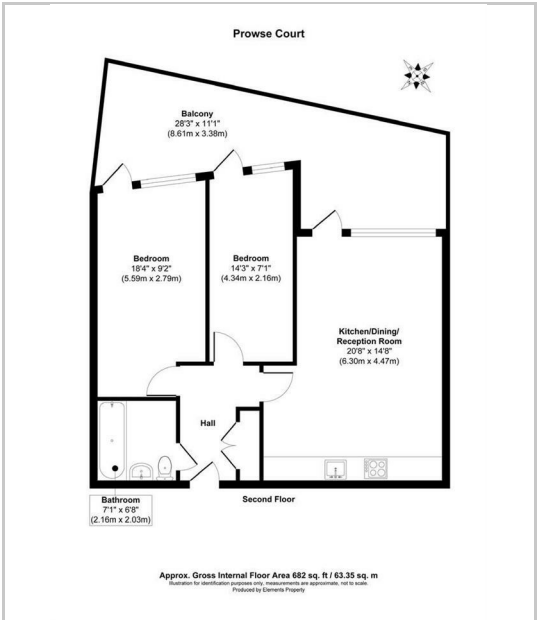 Prowse Court
Balcony
28'3" x 11'1"
(8.61m x 3.38m)
Bedroom
18'4" x 9'2"
(5.59m x 2.79m)
Bedroom
14'3" x 7'1"
(4.34m x 2.16m)
Kitchen/Dining/
Reception Room
20'8" x 14'8"
(6.30m x 4.47m)
Hall
Bathroom
7'1" x 6'8"
(2.16m x 2.03m)
Second Floor
Approx. Gross Internal Floor Area 682 sq. ft / 63.35 sq. m
Illustration for identification purposes only, measurements are approximate, not to scale.
Produced by Elements Property